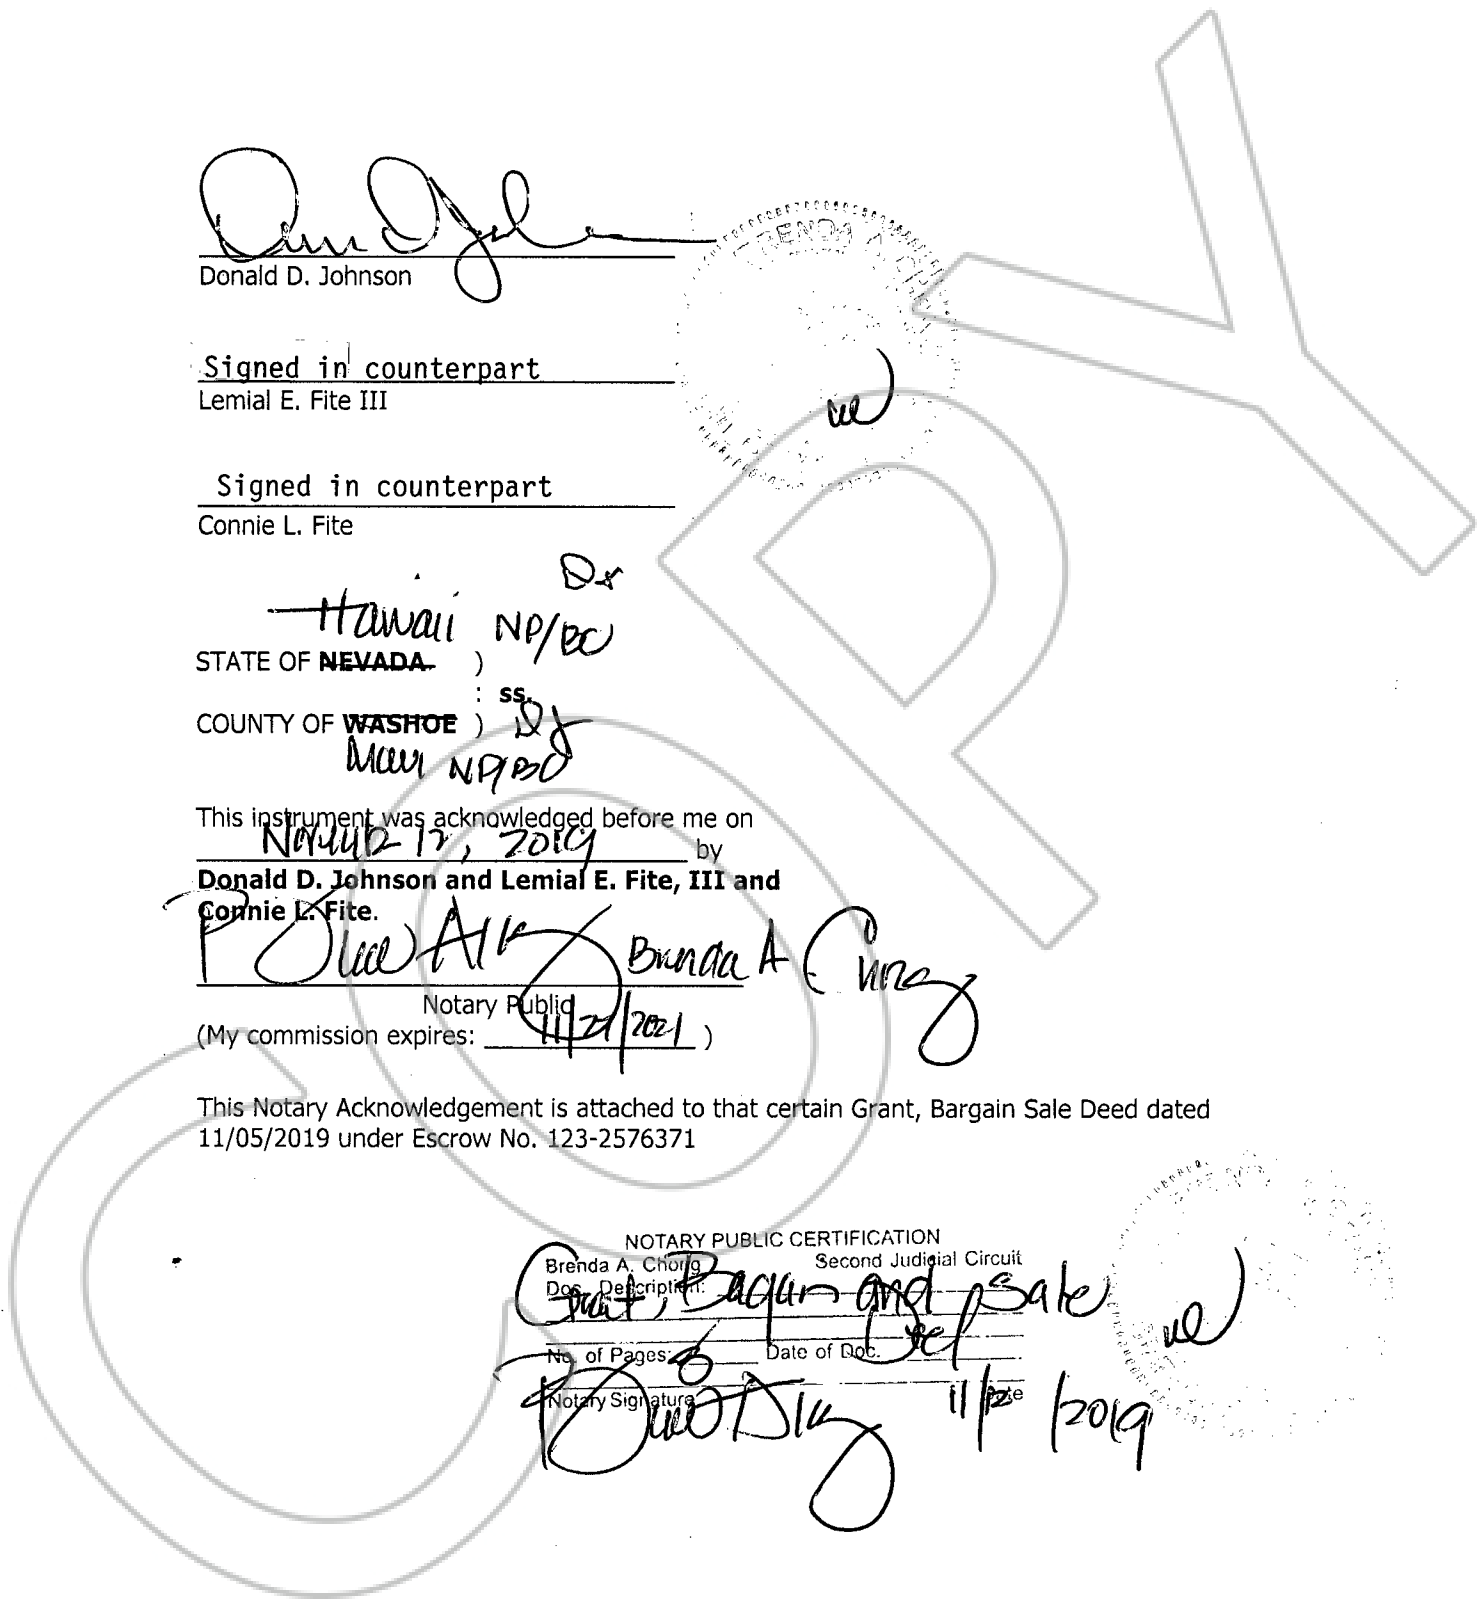 Donald D. Johnson
Signed in counterpart
Lemial E. Fite III
Signed in counterpart
Connie L. Fite
Hawaii NP/BC
STATE OF NEVADA )
: ss.
COUNTY OF WASHOE )
Maui NP/BC
This instrument was acknowledged before me on
12, 2019 by
Donald D. Johnson and Lemial E. Fite, III and
Connie L. Fite.
Brenda A Chong
Notary Public
(My commission expires: 11/27/2021 )
This Notary Acknowledgement is attached to that certain Grant, Bargain Sale Deed dated
11/05/2019 under Escrow No. 123-2576371
NOTARY PUBLIC CERTIFICATION
Brenda A. Chong Second Judicial Circuit
Doc. Description:
and Sale
No. of Pages: Date of Doc.
Notary Signature Date
11/12/2019
COPY